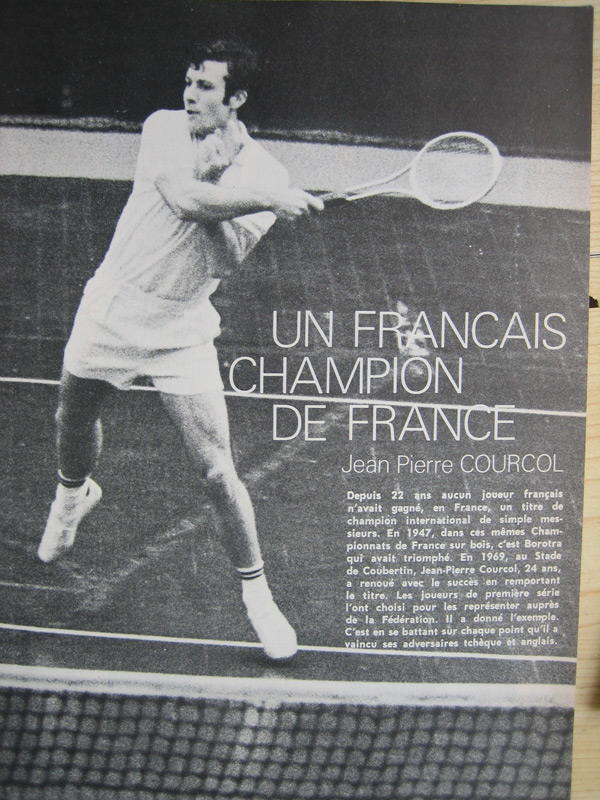 UN FRANCAIS
CHAMPION
DE FRANCE
Jean Pierre COURCOL
Depuis 22 ans aucun joueur français
n'avait gagné, en France, un titre de
champion international de simple mes-
sieurs. En 1947, dans ces mêmes Cham-
pionnats de France sur bois, c'est Borotra
qui avait triomphé. En 1969, au Stade
de Coubertin, Jean-Pierre Courcol, 24 ans,
a renoué avec le succès en remportant
le titre. Les joueurs de première série
l'ont choisi pour les représenter auprès
de la Fédération. Il a donné l'exemple.
C'est en se battant sur chaque point qu'il a
vaincu ses adversaires tchèque et anglais.